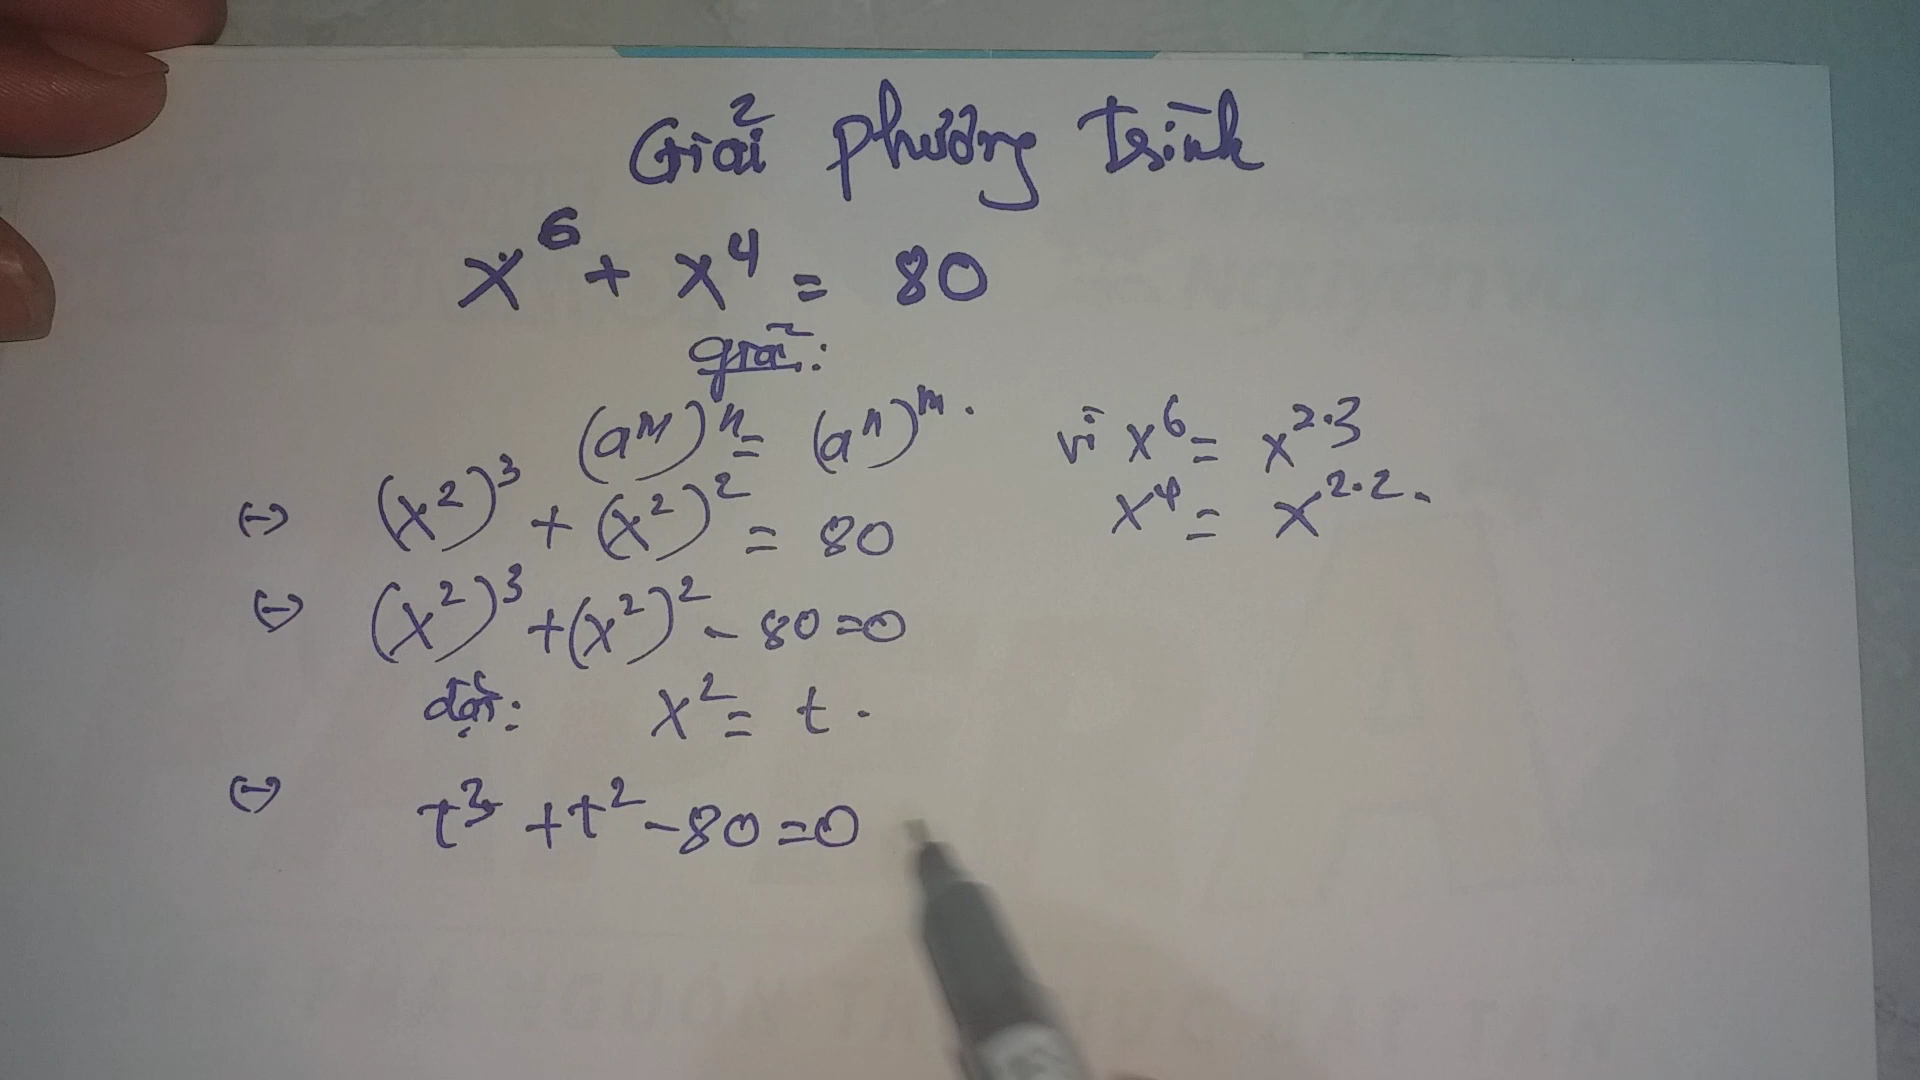 Giải phương trình
x⁶ + x⁴ = 80
giải:
(aᵐ)ⁿ = (aⁿ)ᵐ.
vì x⁶ = x²·³
x⁴ = x²·².
⇔ (x²)³ + (x²)² = 80
⇔ (x²)³ + (x²)² - 80 = 0
đặt: x² = t.
⇔ t³ + t² - 80 = 0